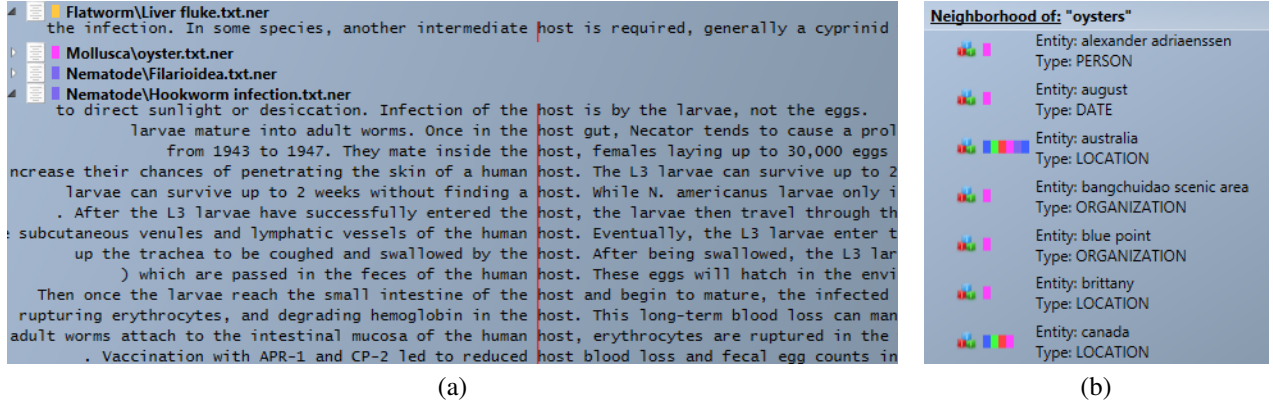 Flatworm\Liver fluke.txt.ner
the infection. In some species, another intermediate host is required, generally a cyprinid
Mollusca\oyster.txt.ner
Nematode\Filarioidea.txt.ner
Nematode\Hookworm infection.txt.ner
to direct sunlight or desiccation. Infection of the host is by the larvae, not the eggs.
larvae mature into adult worms. Once in the host gut, Necator tends to cause a prol
from 1943 to 1947. They mate inside the host, females laying up to 30,000 eggs
ncrease their chances of penetrating the skin of a human host. The L3 larvae can survive up to 2
larvae can survive up to 2 weeks without finding a host. While N. americanus larvae only i
. After the L3 larvae have successfully entered the host, the larvae then travel through th
subcutaneous venules and lymphatic vessels of the human host. Eventually, the L3 larvae enter t
up the trachea to be coughed and swallowed by the host. After being swallowed, the L3 lar
) which are passed in the feces of the human host. These eggs will hatch in the envi
Then once the larvae reach the small intestine of the host and begin to mature, the infected
rupturing erythrocytes, and degrading hemoglobin in the host. This long-term blood loss can man
adult worms attach to the intestinal mucosa of the human host, erythrocytes are ruptured in the
. Vaccination with APR-1 and CP-2 led to reduced host blood loss and fecal egg counts in
(a)
Neighborhood of: "oysters"
Entity: alexander adriaenssen
Type: PERSON
Entity: august
Type: DATE
Entity: australia
Type: LOCATION
Entity: bangchuidao scenic area
Type: ORGANIZATION
Entity: blue point
Type: ORGANIZATION
Entity: brittany
Type: LOCATION
Entity: canada
Type: LOCATION
(b)